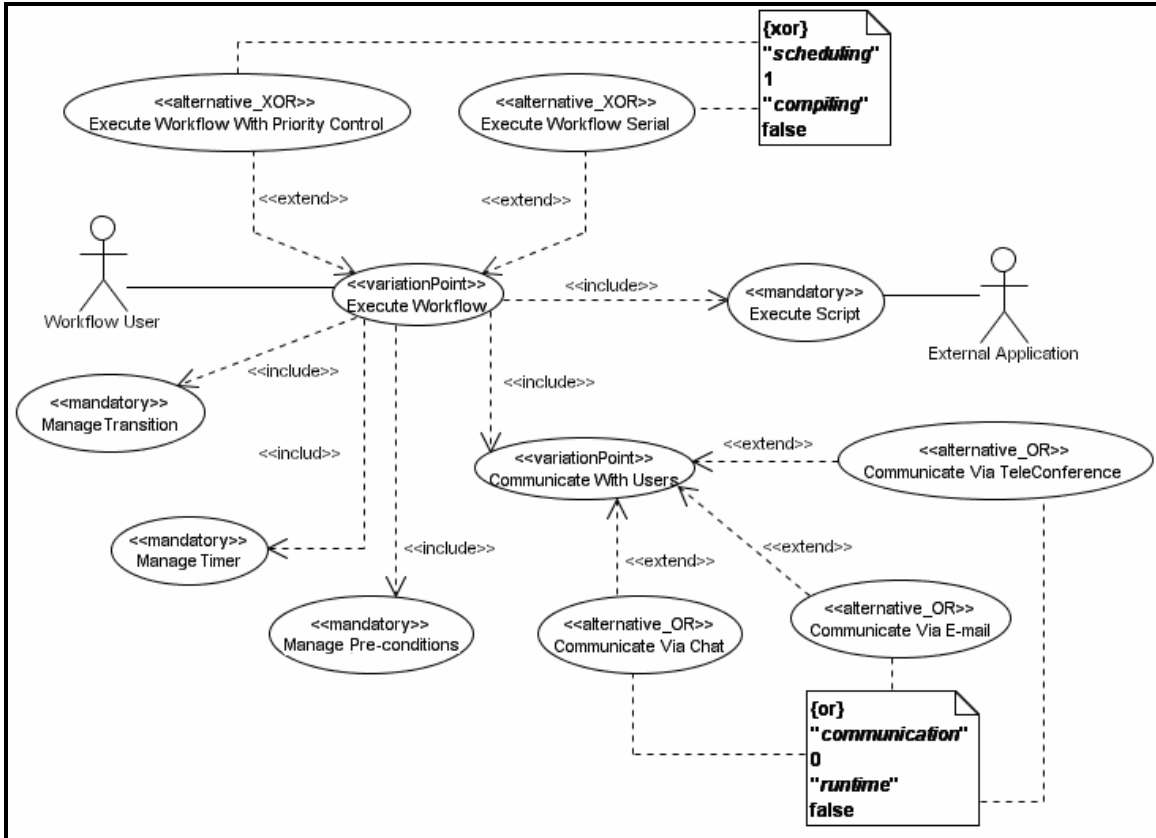 {xor}
"scheduling"
1
"compiling"
false
<<alternative_XOR>>
Execute Workflow With Priority Control
<<alternative_XOR>>
Execute Workflow Serial
<<extend>>
<<extend>>
Workflow User
<<variationPoint>>
Execute Workflow
<<include>>
<<mandatory>>
Execute Script
External Application
<<include>>
<<mandatory>>
Manage Transition
<<includ>>
<<include>>
<<variationPoint>>
Communicate With Users
<<extend>>
<<alternative_OR>>
Communicate Via TeleConference
<<mandatory>>
Manage Timer
<<include>>
<<extend>>
<<extend>>
<<mandatory>>
Manage Pre-conditions
<<alternative_OR>>
Communicate Via Chat
<<alternative_OR>>
Communicate Via E-mail
{or}
"communication"
0
"runtime"
false